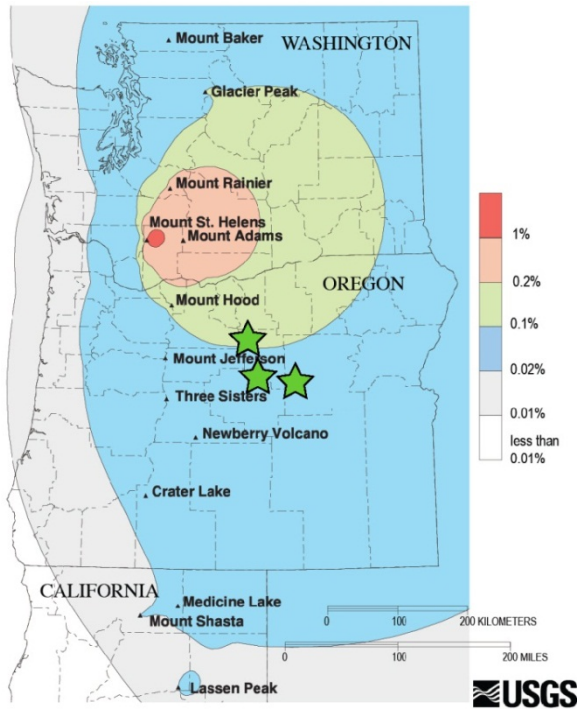 Mount Baker
WASHINGTON
Glacier Peak
Mount Rainier
Mount St. Helens
Mount Adams
1%
0.2%
OREGON
Mount Hood
0.1%
Mount Jefferson
0.02%
Three Sisters
0.01%
Newberry Volcano
less than
0.01%
Crater Lake
CALIFORNIA
Medicine Lake
0 100 200 KILOMETERS
Mount Shasta
0 100 200 MILES
Lassen Peak
USGS